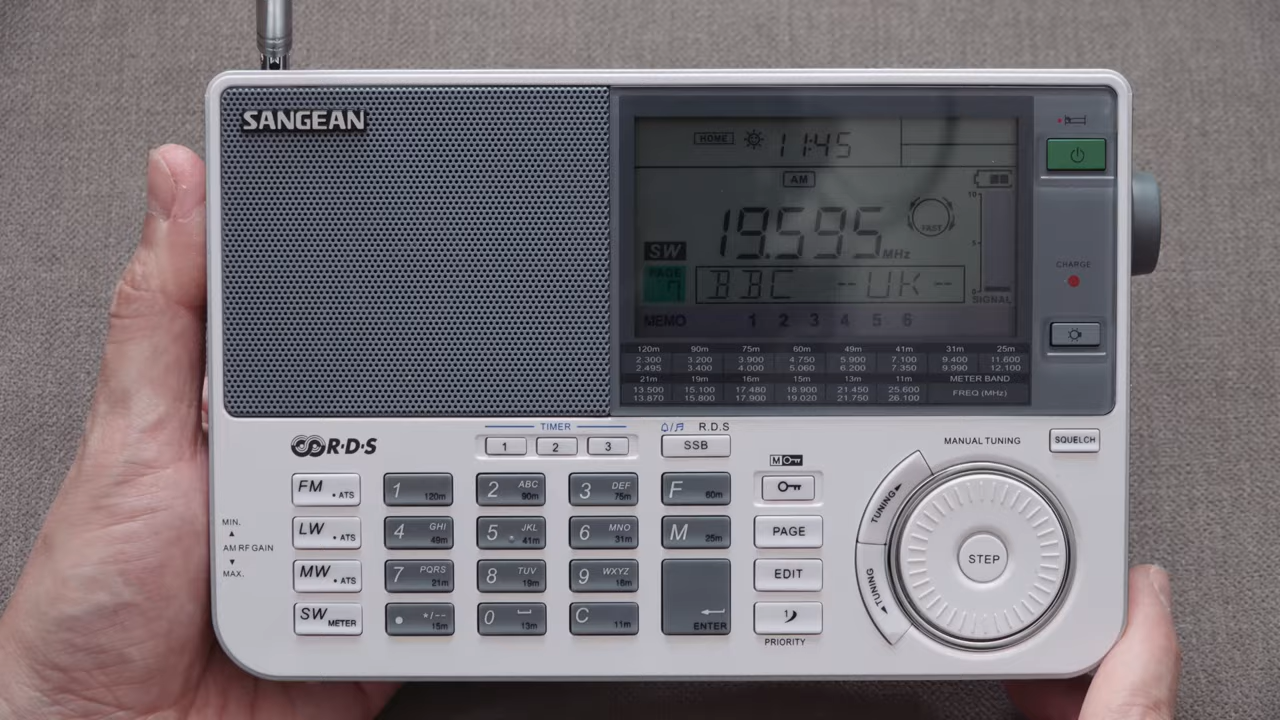 SANGEAN
HOME 11:45
AM
10
19.595 MHz
FAST
5
SW
PAGE
BBC --UK--
0
SIGNAL
MEMO 1 2 3 4 5 6
120m 90m 75m 60m 49m 41m 31m 25m
2.300 3.200 3.900 4.750 5.900 7.100 9.400 11.600
2.495 3.400 4.000 5.060 6.200 7.350 9.990 12.100
21m 19m 16m 15m 13m 11m METER BAND
13.500 15.100 17.480 18.900 21.450 25.600 FREQ (MHz)
13.870 15.800 17.900 19.020 21.750 26.100
CHARGE
R·D·S
TIMER
1 2 3
R.D.S
SSB
MANUAL TUNING
SQUELCH
M
FM • ATS
1 120m
2 ABC 90m
3 DEF 75m
F 60m
TUNING
MIN.
AM RF GAIN
MAX.
LW • ATS
4 GHI 49m
5 JKL 41m
6 MNO 31m
M 25m
PAGE
STEP
MW • ATS
7 PQRS 21m
8 TUV 19m
9 WXYZ 16m
ENTER
EDIT
TUNING
SW METER
• */-- 15m
0 13m
C 11m
PRIORITY